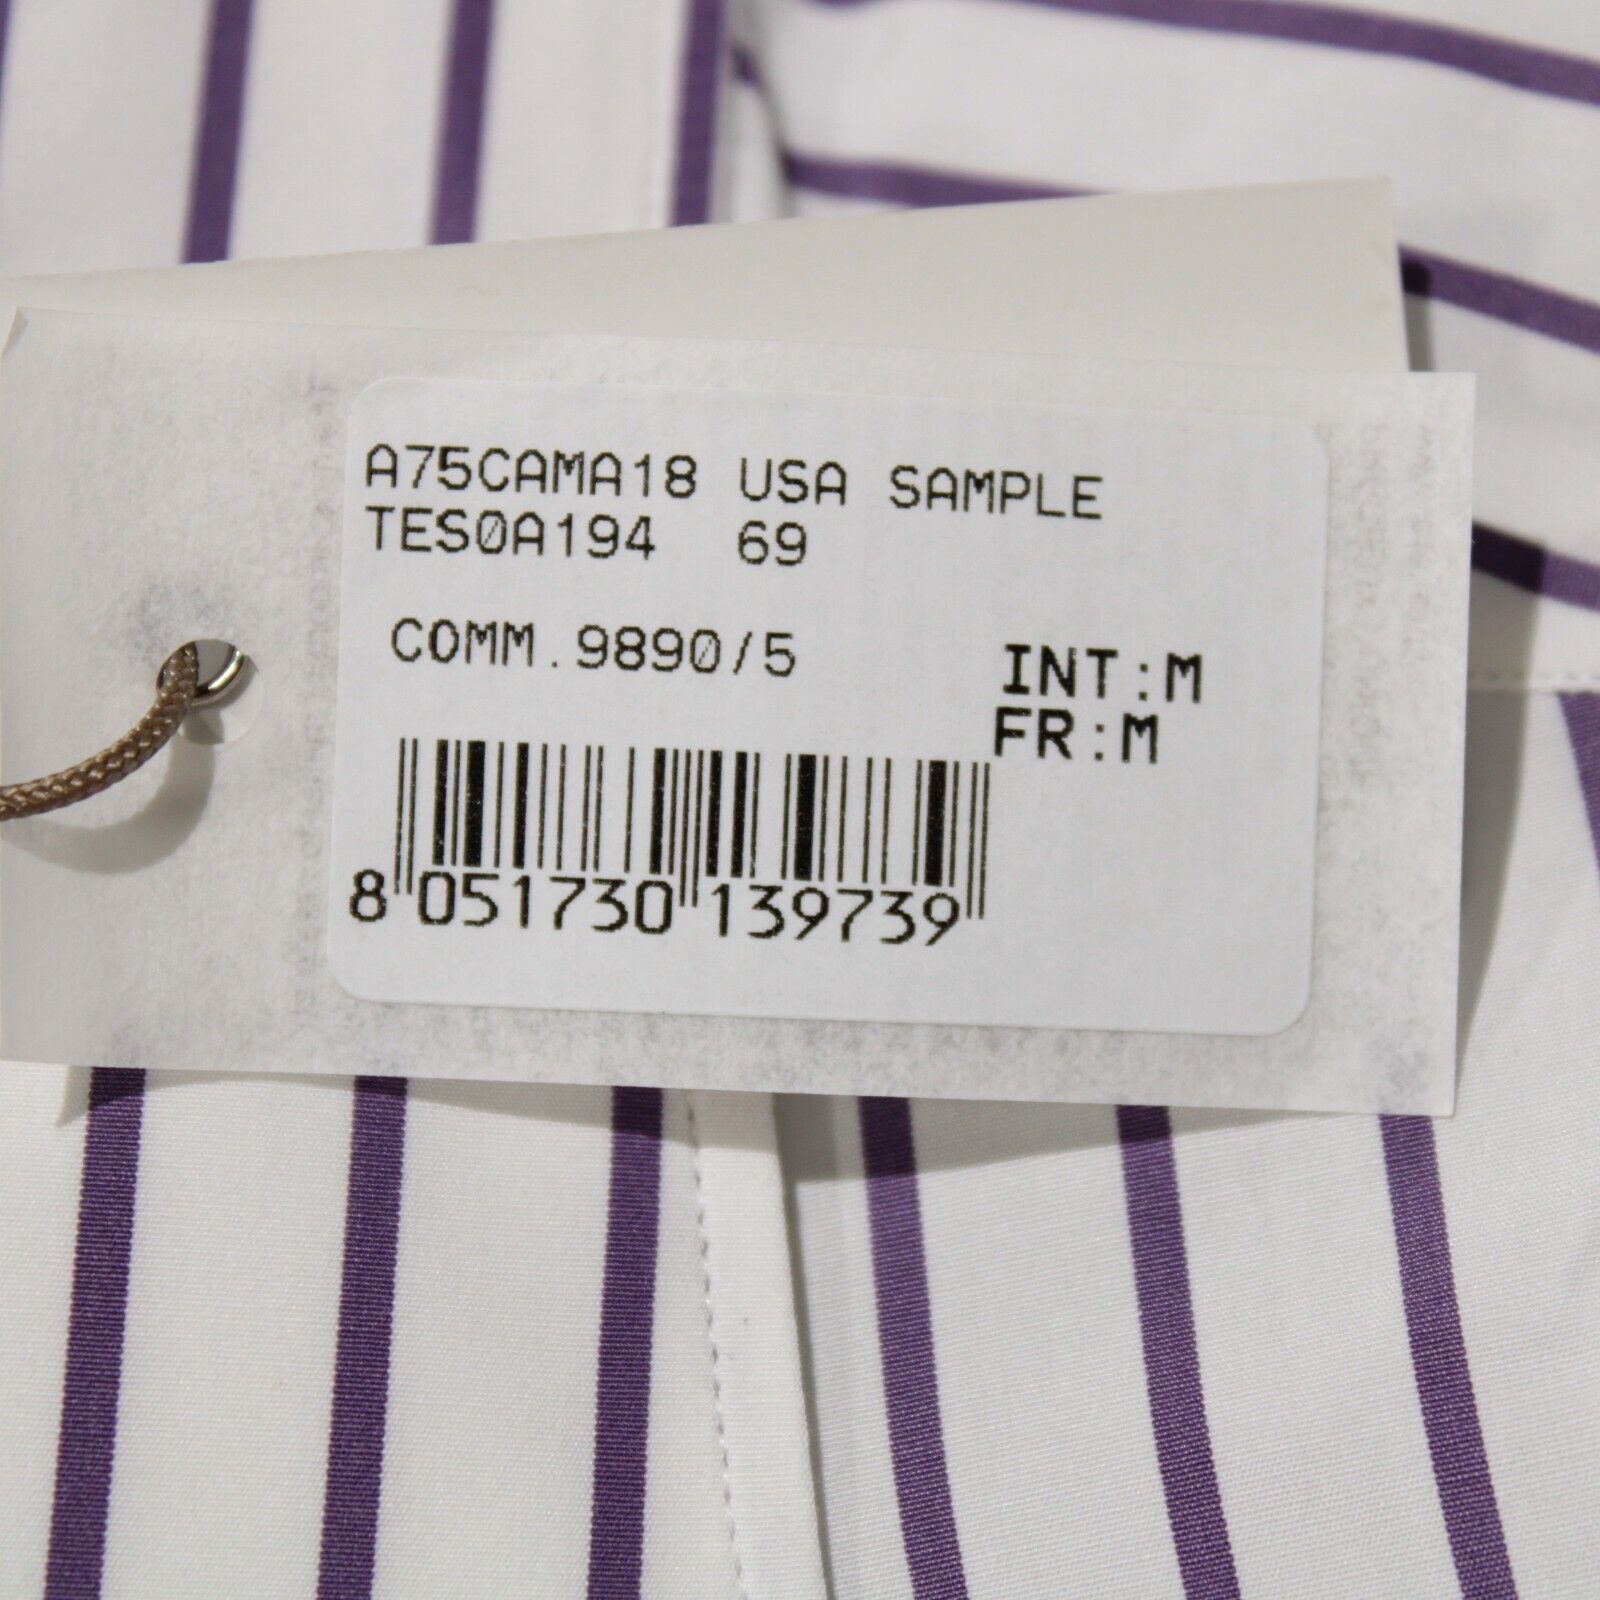 A75CAMA18 USA SAMPLE
TES0A194 69
COMM.9890/5
INT:M
FR:M
8 051730 139739